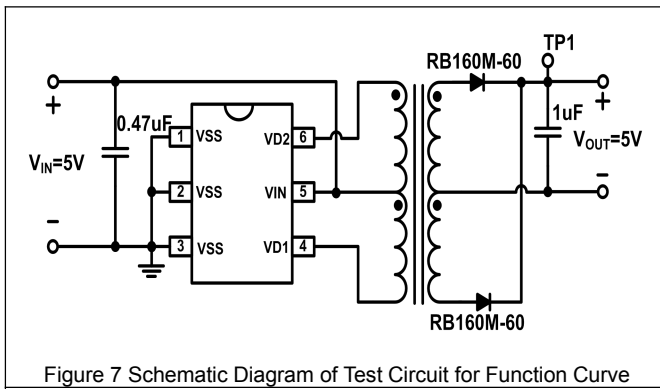 TP1
RB160M-60
+
0.47uF
1 VSS VD2 6
1uF
+
V_IN=5V
2 VSS VIN 5
V_OUT=5V
−
−
3 VSS VD1 4
RB160M-60
Figure 7 Schematic Diagram of Test Circuit for Function Curve